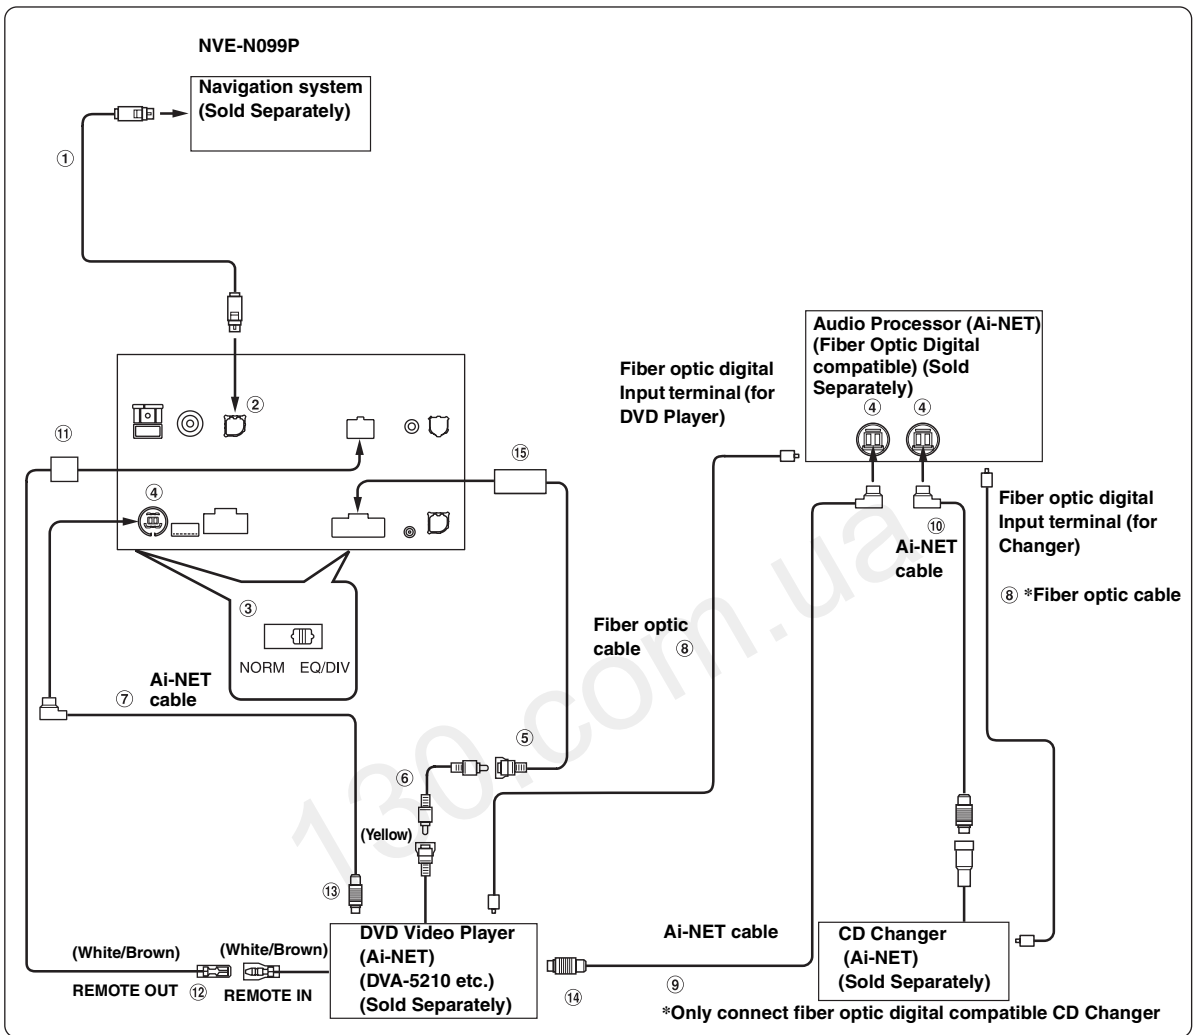 NVE-N099P
Navigation system
(Sold Separately)
①
②
Audio Processor (Ai-NET)
(Fiber Optic Digital
compatible) (Sold
Separately)
④ ④
Fiber optic digital
Input terminal (for
DVD Player)
⑪
⑮
④
⑩
Ai-NET
cable
Fiber optic digital
Input terminal (for
Changer)
⑧ *Fiber optic cable
③
NORM EQ/DIV
Fiber optic
cable ⑧
Ai-NET
cable
⑦
⑤
⑥
(Yellow)
⑬
DVD Video Player
(Ai-NET)
(DVA-5210 etc.)
(Sold Separately)
(White/Brown)
REMOTE OUT
⑫
(White/Brown)
REMOTE IN
Ai-NET cable
⑭
⑨
CD Changer
(Ai-NET)
(Sold Separately)
*Only connect fiber optic digital compatible CD Changer
130.com.ua